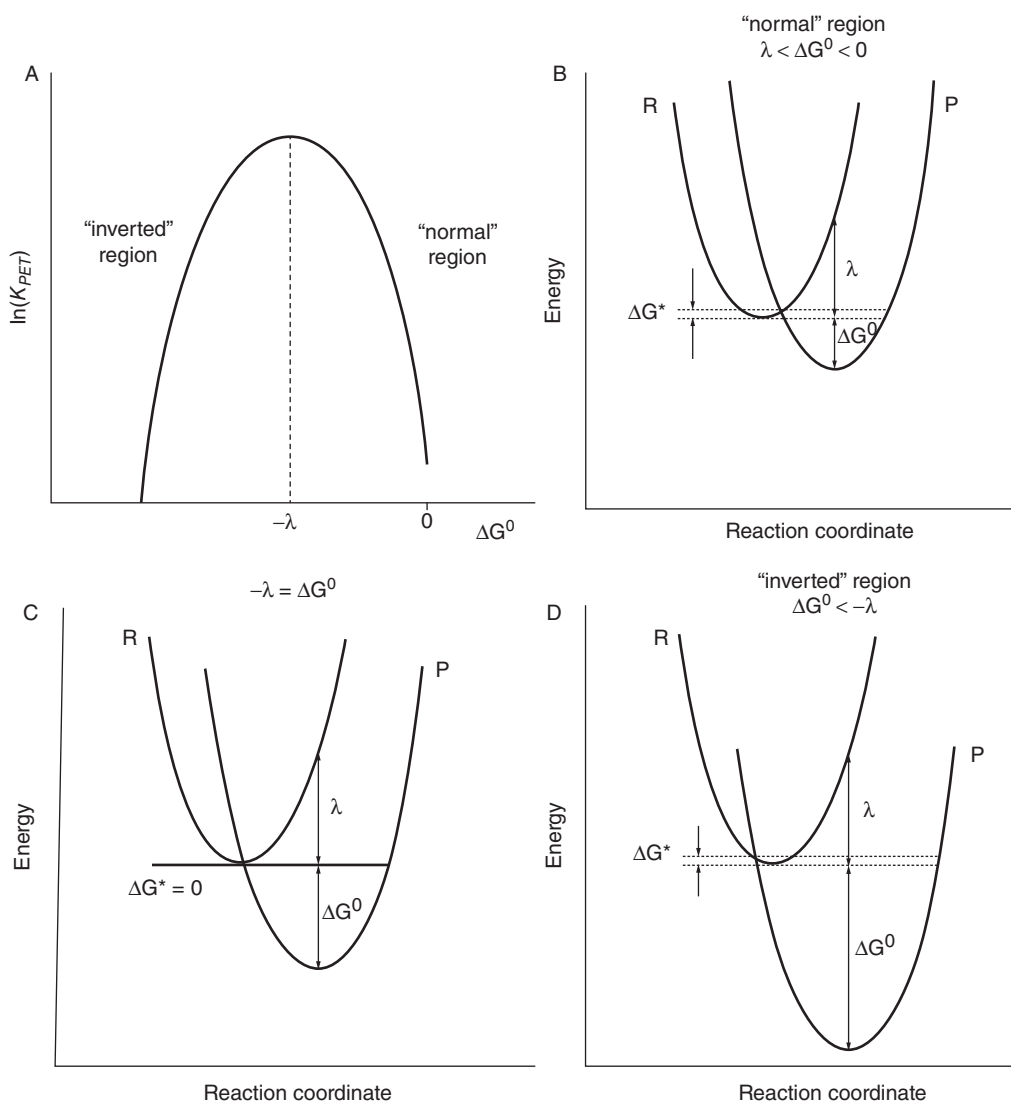 A
ln(K_PET)
“inverted”
region
“normal”
region
−λ
0
ΔG⁰
“normal” region
λ < ΔG⁰ < 0
B
R
P
Energy
λ
ΔG*
ΔG⁰
Reaction coordinate
−λ = ΔG⁰
C
R
P
Energy
λ
ΔG* = 0
ΔG⁰
Reaction coordinate
“inverted” region
ΔG⁰ < −λ
D
R
P
Energy
λ
ΔG*
ΔG⁰
Reaction coordinate